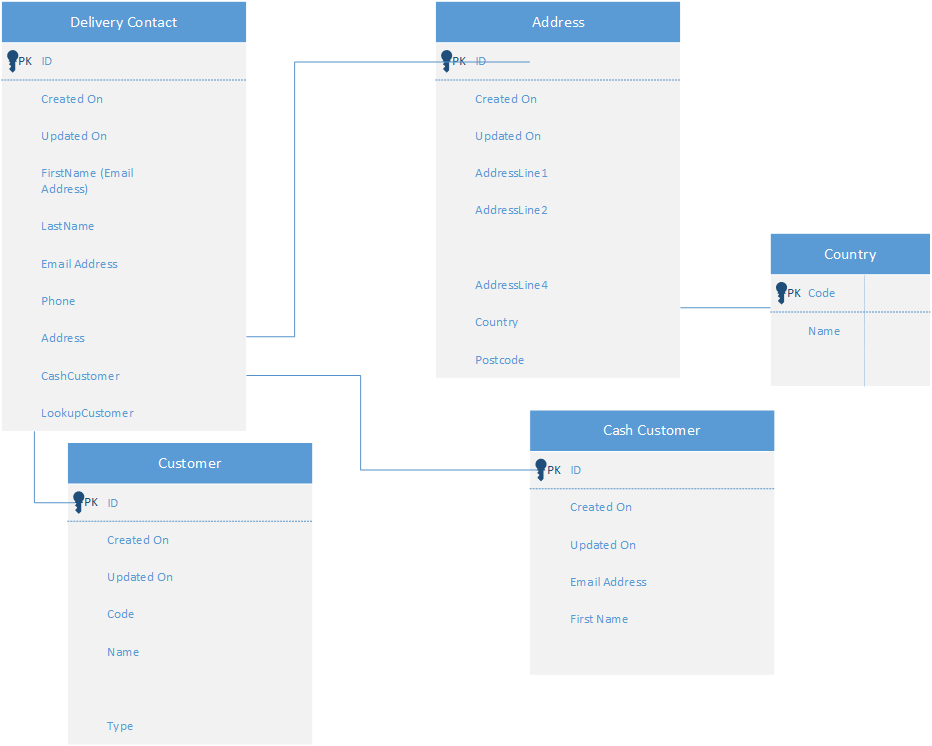 Delivery Contact
PK ID
Created On
Updated On
FirstName (Email
Address)
LastName
Email Address
Phone
Address
CashCustomer
LookupCustomer
Address
PK ID
Created On
Updated On
AddressLine1
AddressLine2
AddressLine4
Country
Postcode
Country
PK Code
Name
Customer
PK ID
Created On
Updated On
Code
Name
Type
Cash Customer
PK ID
Created On
Updated On
Email Address
First Name